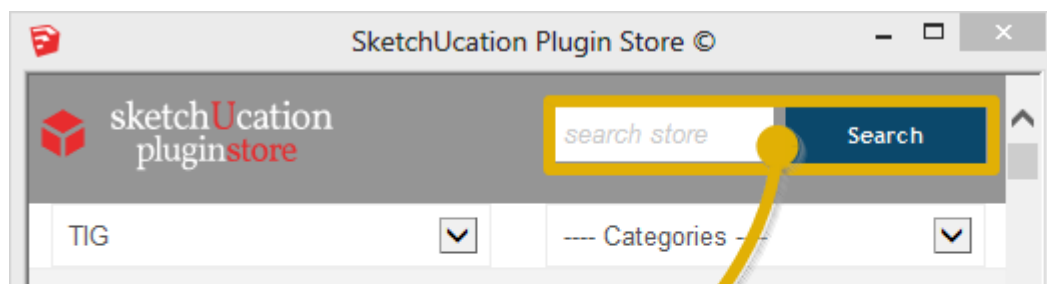 SketchUcation Plugin Store ©
sketchUcation
pluginstore
search store
Search
TIG
---- Categories ----